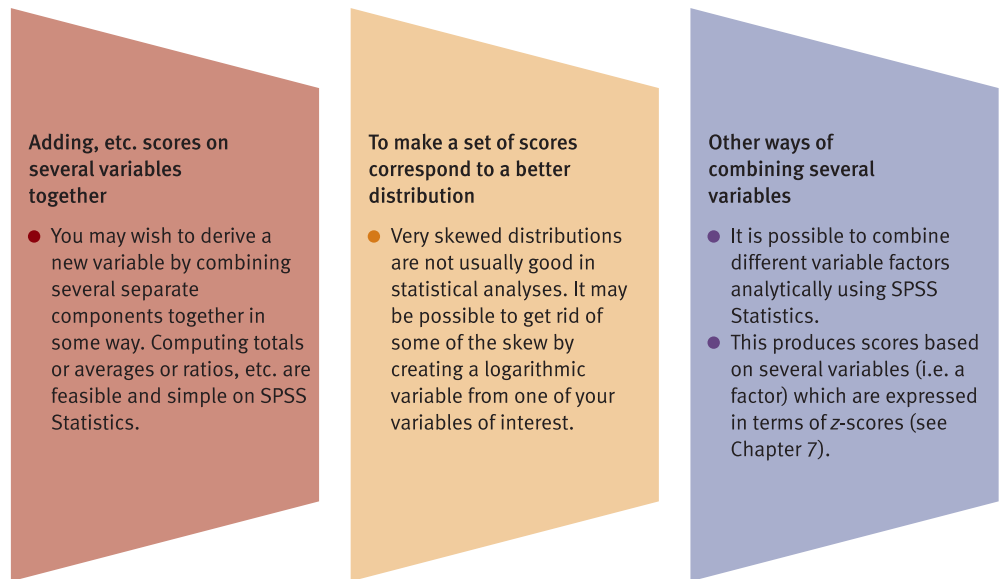 Adding, etc. scores on
several variables
together
● You may wish to derive a
new variable by combining
several separate
components together in
some way. Computing totals
or averages or ratios, etc. are
feasible and simple on SPSS
Statistics.
To make a set of scores
correspond to a better
distribution
● Very skewed distributions
are not usually good in
statistical analyses. It may
be possible to get rid of
some of the skew by
creating a logarithmic
variable from one of your
variables of interest.
Other ways of
combining several
variables
● It is possible to combine
different variable factors
analytically using SPSS
Statistics.
● This produces scores based
on several variables (i.e. a
factor) which are expressed
in terms of z-scores (see
Chapter 7).